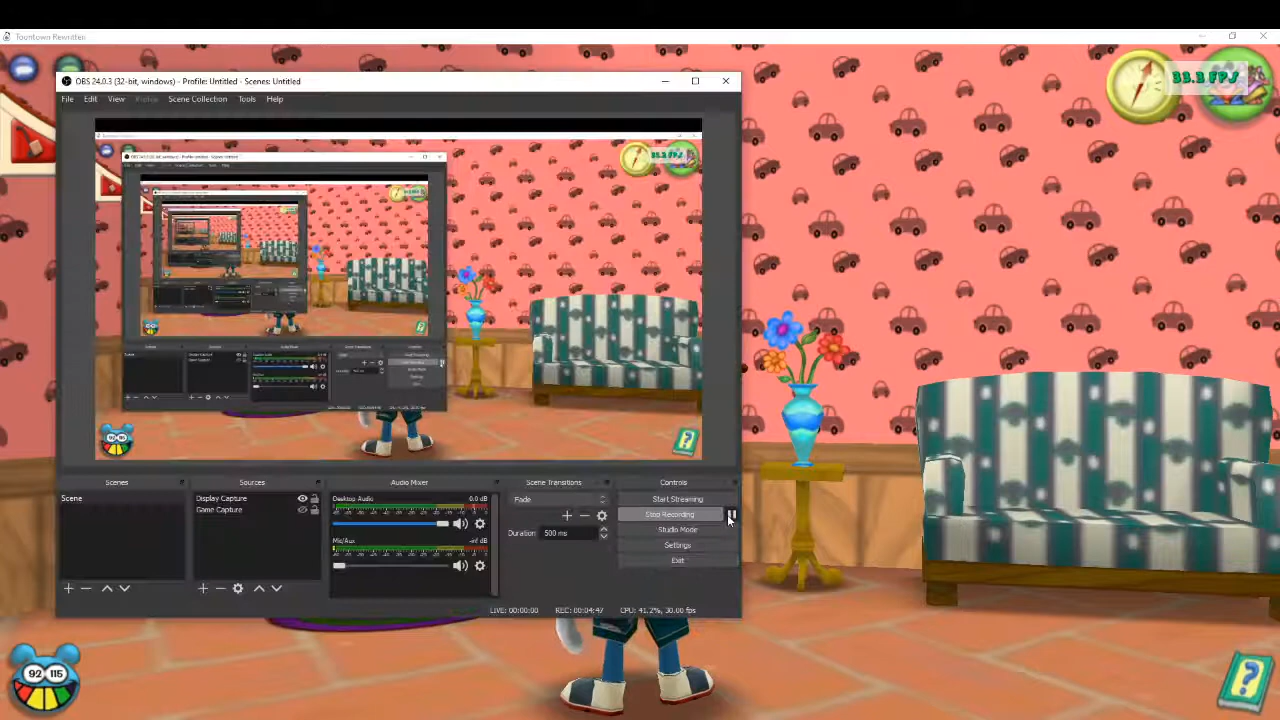 Toontown Rewritten
33.3 FPS
OBS 24.0.3 (32-bit, windows) - Profile: Untitled - Scenes: Untitled
File Edit View Profile Scene Collection Tools Help
Scenes Sources Audio Mixer Scene Transitions Controls
Scene
Display Capture
Game Capture
Desktop Audio 0.0 dB
Mic/Aux -inf dB
Fade
Duration 500 ms
Start Streaming
Stop Recording
Studio Mode
Settings
Exit
LIVE: 00:00:00 REC: 00:04:47 CPU: 41.2%, 30.00 fps
92 115
?